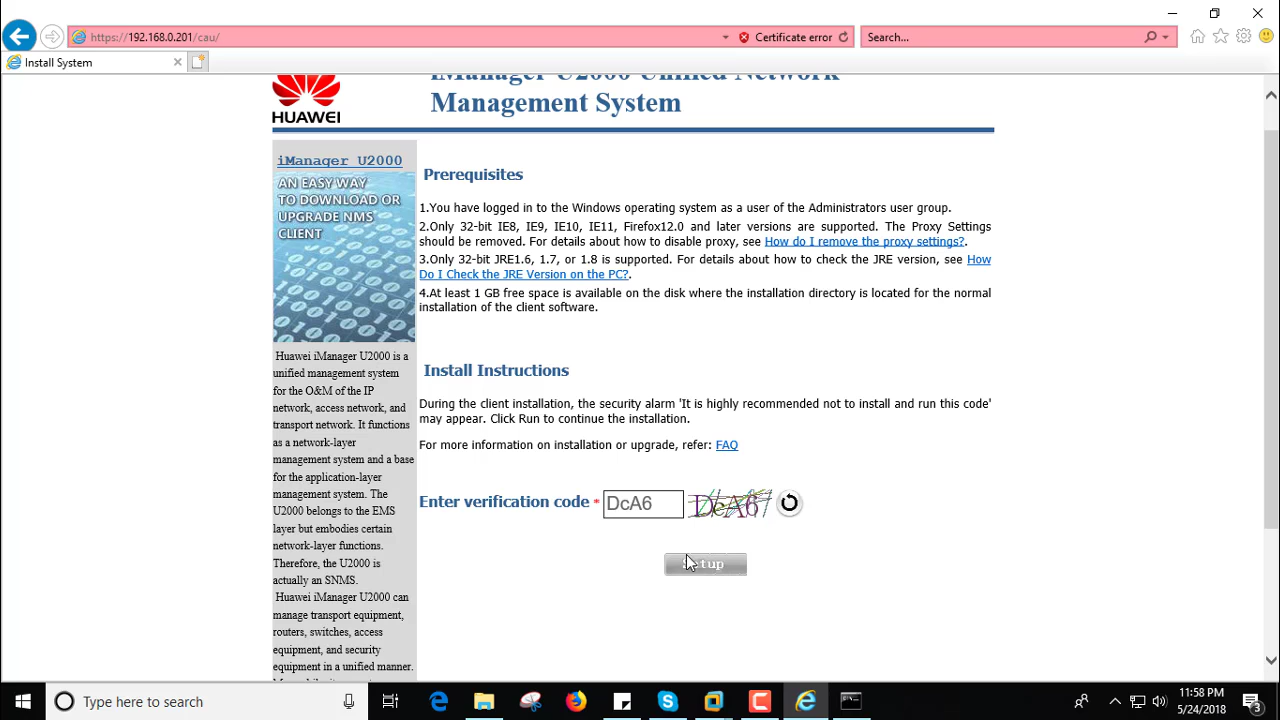 https://192.168.0.201/cau/
Certificate error
Search...
Install System
iManager U2000 Unified Network
Management System
HUAWEI
iManager U2000
AN EASY WAY
TO DOWNLOAD OR
UPGRADE NMS
CLIENT
Huawei iManager U2000 is a
unified management system
for the O&M of the IP
network, access network, and
transport network. It functions
as a network-layer
management system and a base
for the application-layer
management system. The
U2000 belongs to the EMS
layer but embodies certain
network-layer functions.
Therefore, the U2000 is
actually an SNMS.
Huawei iManager U2000 can
manage transport equipment,
routers, switches, access
equipment, and security
equipment in a unified manner.
Prerequisites
1.You have logged in to the Windows operating system as a user of the Administrators user group.
2.Only 32-bit IE8, IE9, IE10, IE11, Firefox12.0 and later versions are supported. The Proxy Settings
should be removed. For details about how to disable proxy, see How do I remove the proxy settings?.
3.Only 32-bit JRE1.6, 1.7, or 1.8 is supported. For details about how to check the JRE version, see How
Do I Check the JRE Version on the PC?.
4.At least 1 GB free space is available on the disk where the installation directory is located for the normal
installation of the client software.
Install Instructions
During the client installation, the security alarm 'It is highly recommended not to install and run this code'
may appear. Click Run to continue the installation.
For more information on installation or upgrade, refer: FAQ
Enter verification code * DcA6 DcA6
Setup
Type here to search
11:58 PM
5/24/2018
3